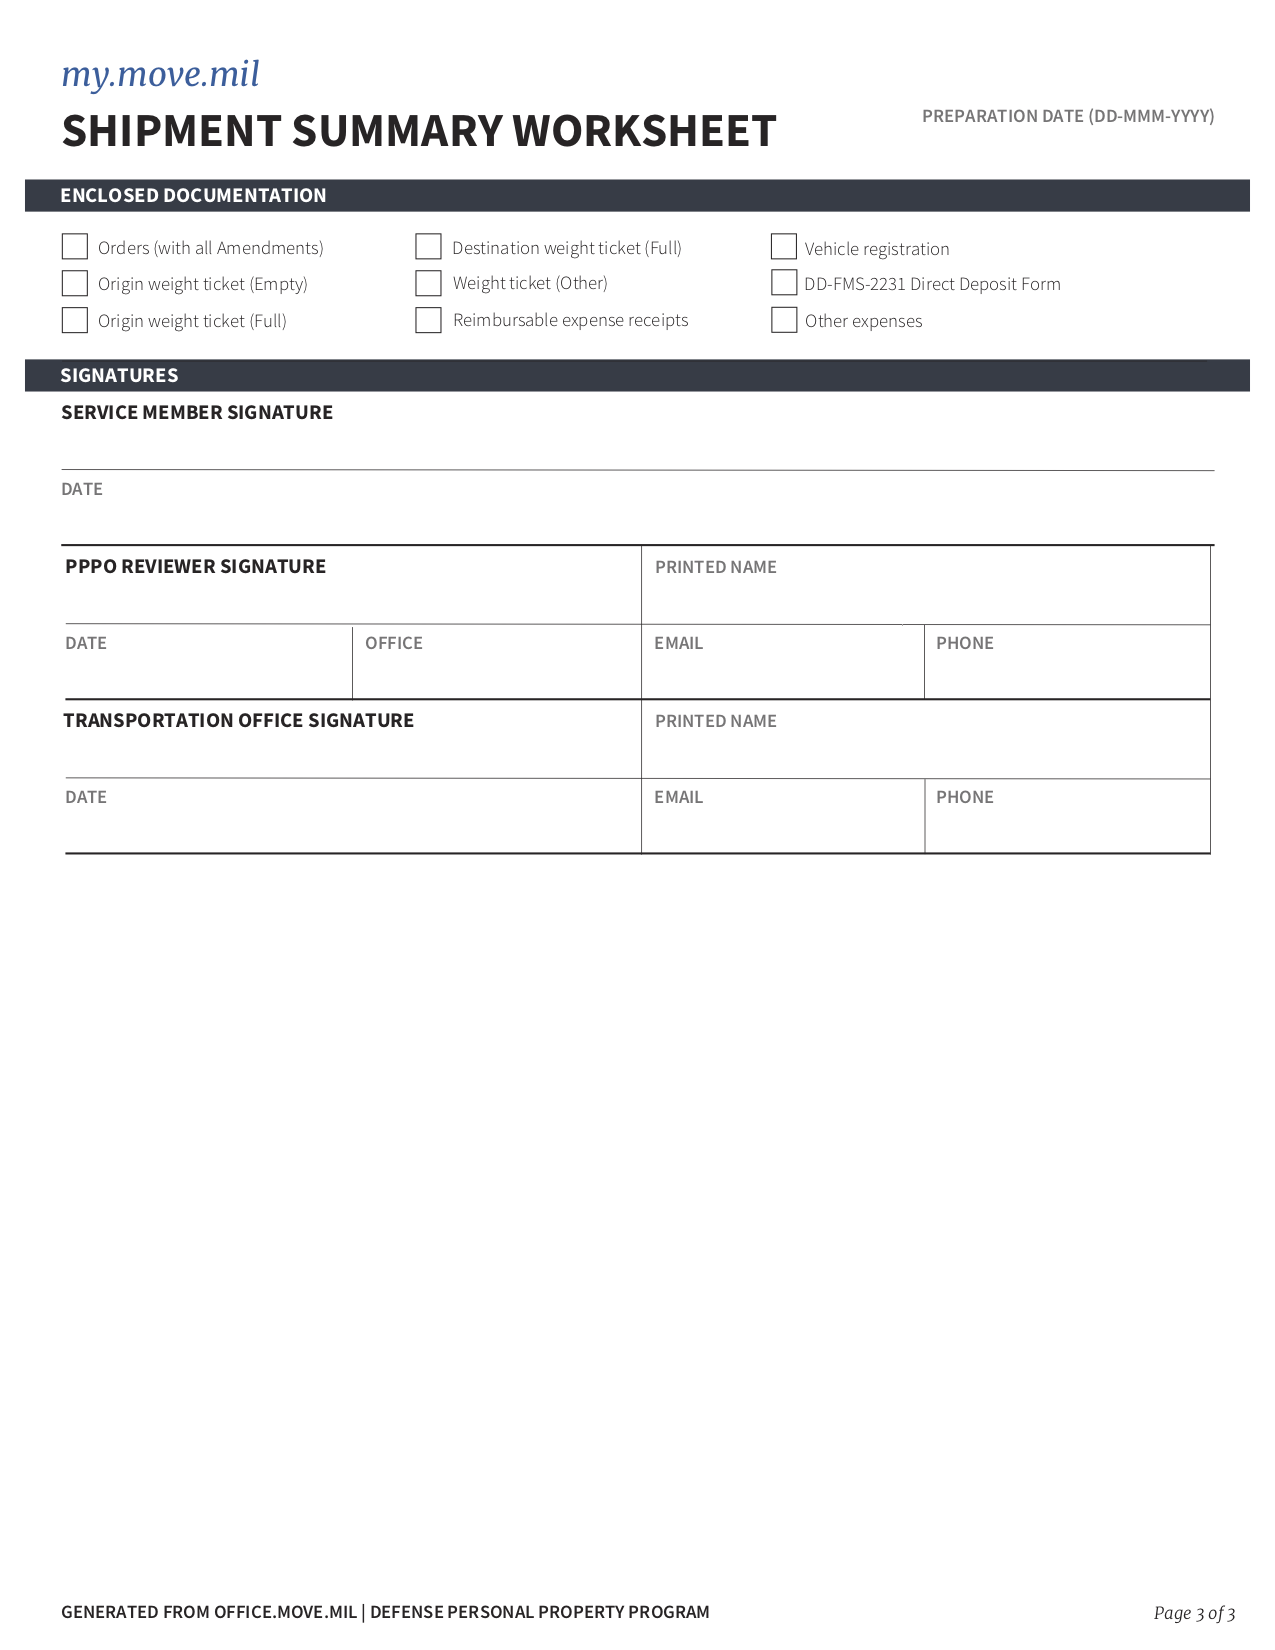 my.move.mil
SHIPMENT SUMMARY WORKSHEET
PREPARATION DATE (DD-MMM-YYYY)
ENCLOSED DOCUMENTATION
Orders (with all Amendments)
Destination weight ticket (Full)
Vehicle registration
Origin weight ticket (Empty)
Weight ticket (Other)
DD-FMS-2231 Direct Deposit Form
Origin weight ticket (Full)
Reimbursable expense receipts
Other expenses
SIGNATURES
SERVICE MEMBER SIGNATURE
DATE
PPPO REVIEWER SIGNATURE
PRINTED NAME
DATE
OFFICE
EMAIL
PHONE
TRANSPORTATION OFFICE SIGNATURE
PRINTED NAME
DATE
EMAIL
PHONE
GENERATED FROM OFFICE.MOVE.MIL | DEFENSE PERSONAL PROPERTY PROGRAM
Page 3 of 3